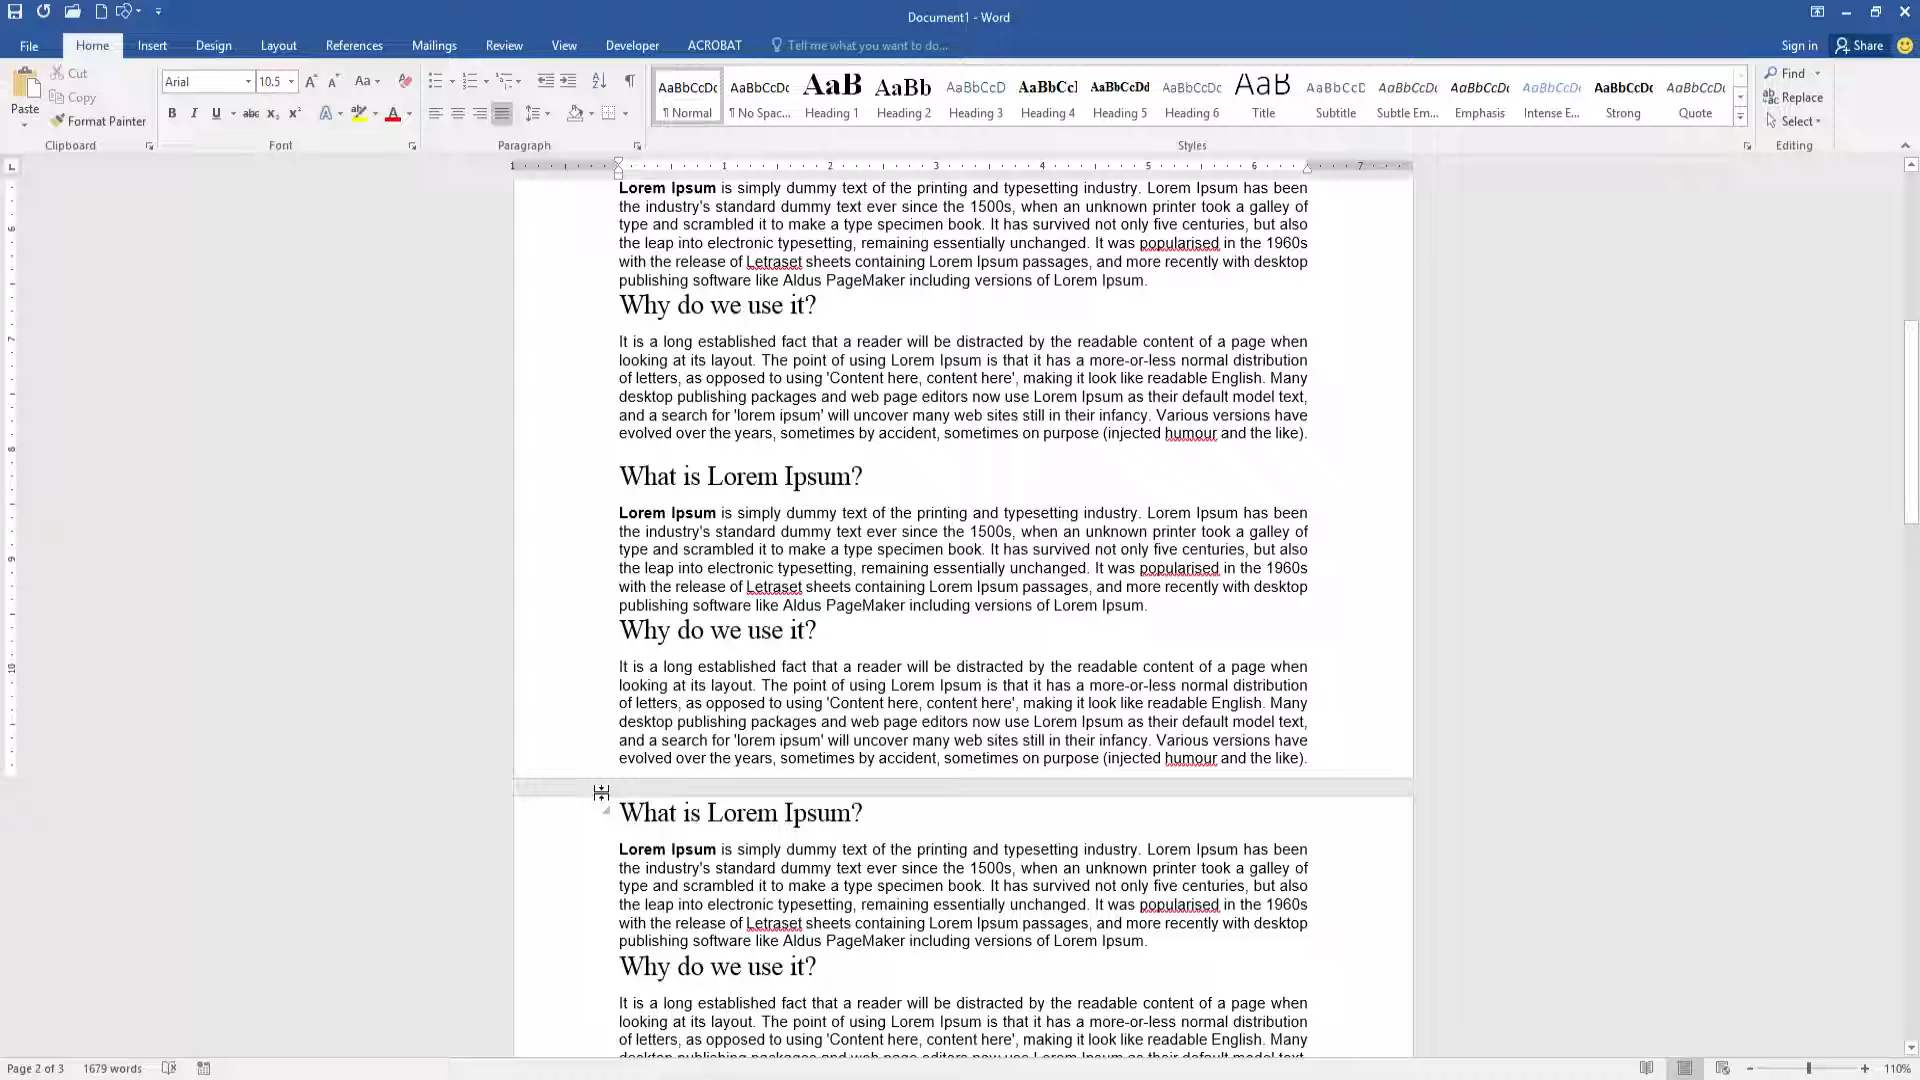 Document1 - Word
File Home Insert Design Layout References Mailings Review View Developer ACROBAT Tell me what you want to do... Sign in Share
Paste Cut Copy Format Painter Clipboard
Arial 10.5 Aa B I U abc x₂ x² A Font
Paragraph
AaBbCcDc ¶ Normal
AaBbCcDc ¶ No Spac...
AaB Heading 1
AaBb Heading 2
AaBbCcD Heading 3
AaBbCcI Heading 4
AaBbCcDd Heading 5
AaBbCcDc Heading 6
AaB Title
AaBbCcD Subtitle
AaBbCcDc Subtle Em...
AaBbCcDc Emphasis
AaBbCcDc Intense E...
AaBbCcDc Strong
AaBbCcDc Quote
Styles
Find Replace Select Editing
1 1 2 3 4 5 6 7
6
7
8
9
10
Lorem Ipsum is simply dummy text of the printing and typesetting industry. Lorem Ipsum has been
the industry's standard dummy text ever since the 1500s, when an unknown printer took a galley of
type and scrambled it to make a type specimen book. It has survived not only five centuries, but also
the leap into electronic typesetting, remaining essentially unchanged. It was popularised in the 1960s
with the release of Letraset sheets containing Lorem Ipsum passages, and more recently with desktop
publishing software like Aldus PageMaker including versions of Lorem Ipsum.
Why do we use it?
It is a long established fact that a reader will be distracted by the readable content of a page when
looking at its layout. The point of using Lorem Ipsum is that it has a more-or-less normal distribution
of letters, as opposed to using 'Content here, content here', making it look like readable English. Many
desktop publishing packages and web page editors now use Lorem Ipsum as their default model text,
and a search for 'lorem ipsum' will uncover many web sites still in their infancy. Various versions have
evolved over the years, sometimes by accident, sometimes on purpose (injected humour and the like).
What is Lorem Ipsum?
Lorem Ipsum is simply dummy text of the printing and typesetting industry. Lorem Ipsum has been
the industry's standard dummy text ever since the 1500s, when an unknown printer took a galley of
type and scrambled it to make a type specimen book. It has survived not only five centuries, but also
the leap into electronic typesetting, remaining essentially unchanged. It was popularised in the 1960s
with the release of Letraset sheets containing Lorem Ipsum passages, and more recently with desktop
publishing software like Aldus PageMaker including versions of Lorem Ipsum.
Why do we use it?
It is a long established fact that a reader will be distracted by the readable content of a page when
looking at its layout. The point of using Lorem Ipsum is that it has a more-or-less normal distribution
of letters, as opposed to using 'Content here, content here', making it look like readable English. Many
desktop publishing packages and web page editors now use Lorem Ipsum as their default model text,
and a search for 'lorem ipsum' will uncover many web sites still in their infancy. Various versions have
evolved over the years, sometimes by accident, sometimes on purpose (injected humour and the like).
What is Lorem Ipsum?
Lorem Ipsum is simply dummy text of the printing and typesetting industry. Lorem Ipsum has been
the industry's standard dummy text ever since the 1500s, when an unknown printer took a galley of
type and scrambled it to make a type specimen book. It has survived not only five centuries, but also
the leap into electronic typesetting, remaining essentially unchanged. It was popularised in the 1960s
with the release of Letraset sheets containing Lorem Ipsum passages, and more recently with desktop
publishing software like Aldus PageMaker including versions of Lorem Ipsum.
Why do we use it?
It is a long established fact that a reader will be distracted by the readable content of a page when
looking at its layout. The point of using Lorem Ipsum is that it has a more-or-less normal distribution
of letters, as opposed to using 'Content here, content here', making it look like readable English. Many
desktop publishing packages and web page editors now use Lorem Ipsum as their default model text,
Page 2 of 3 1679 words 110%